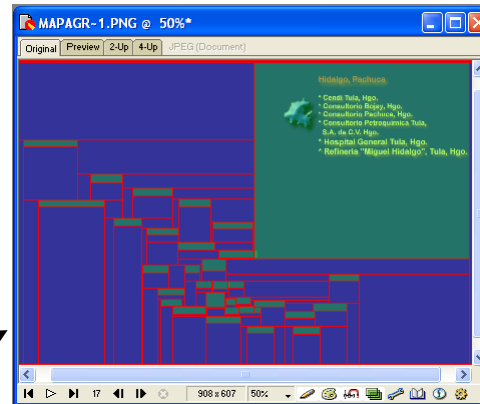 MAPAGR~1.PNG @ 50%*
Original Preview 2-Up 4-Up JPEG (Document)
Hidalgo, Pachuca
* Cendi Tula, Hgo.
* Consultorio Bojey, Hgo.
* Consultorio Pachuca, Hgo.
* Consultorio Petroquimica Tula,
S.A. de C.V. Hgo.
* Hospital General Tula, Hgo.
* Refineria "Miguel Hidalgo", Tula, Hgo.
17 908 x 607 50%